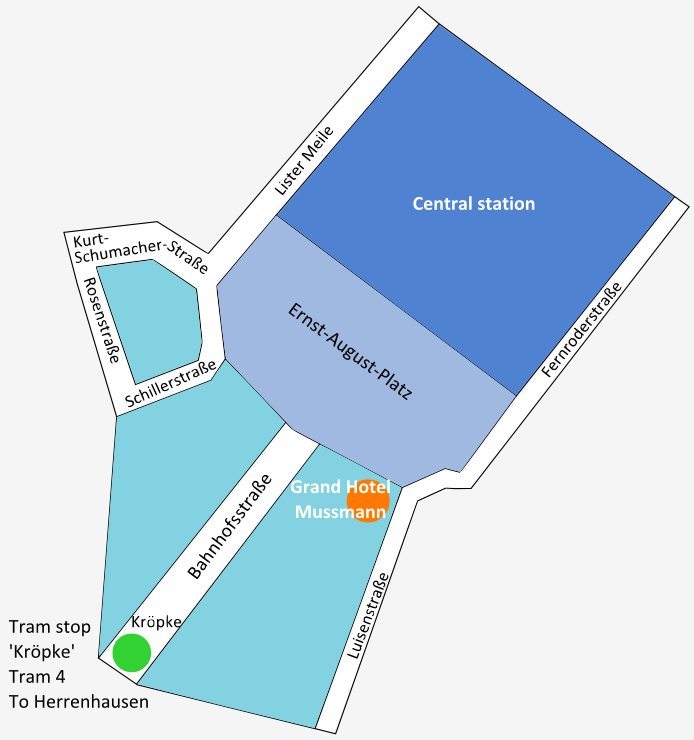 Lister Meile
Central station
Kurt-
Schumacher-Straße
Rosenstraße
Schillerstraße
Ernst-August-Platz
Fernroderstraße
Grand Hotel
Mussmann
Bahnhofsstraße
Luisenstraße
Kröpke
Tram stop
'Kröpke'
Tram 4
To Herrenhausen